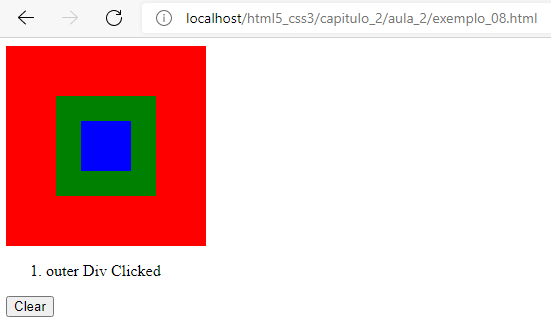 localhost/html5_css3/capitulo_2/aula_2/exemplo_08.html
1. outer Div Clicked
Clear